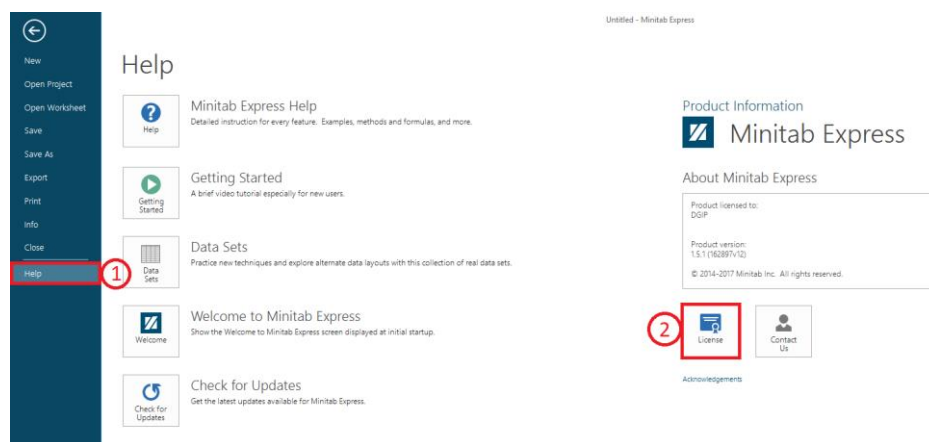 Untitled - Minitab Express
New
Open Project
Open Worksheet
Save
Save As
Export
Print
Info
Close
Help
1
Help
Help
Minitab Express Help
Detailed instruction for every feature. Examples, methods and formulas, and more.
Getting
Started
Getting Started
A brief video tutorial especially for new users.
Data
Sets
Data Sets
Practice new techniques and explore alternate data layouts with this collection of real data sets.
Welcome
Welcome to Minitab Express
Show the Welcome to Minitab Express screen displayed at initial startup.
Check for
Updates
Check for Updates
Get the latest updates available for Minitab Express.
Product Information
Minitab Express
About Minitab Express
Product licensed to:
DGIP
Product version:
1.5.1 (162897v12)
© 2014-2017 Minitab Inc. All rights reserved.
2
License
Contact
Us
Acknowledgements